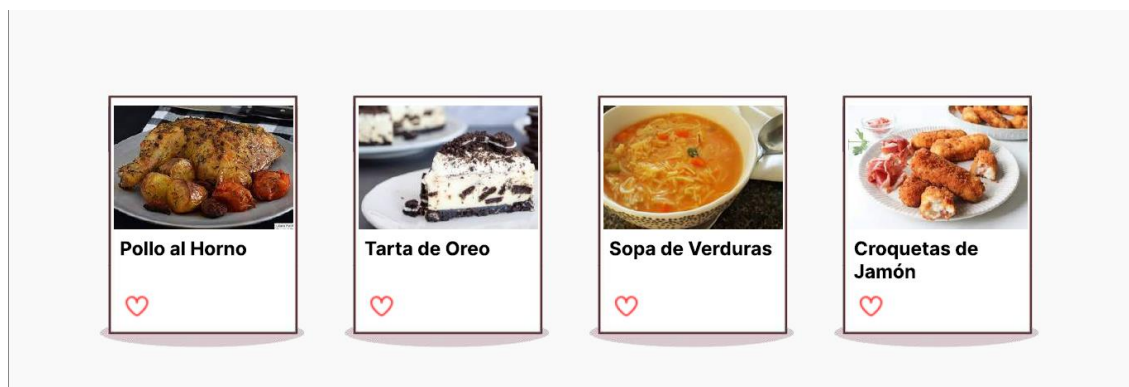 Pollo al Horno
Tarta de Oreo
Sopa de Verduras
Croquetas de
Jamón